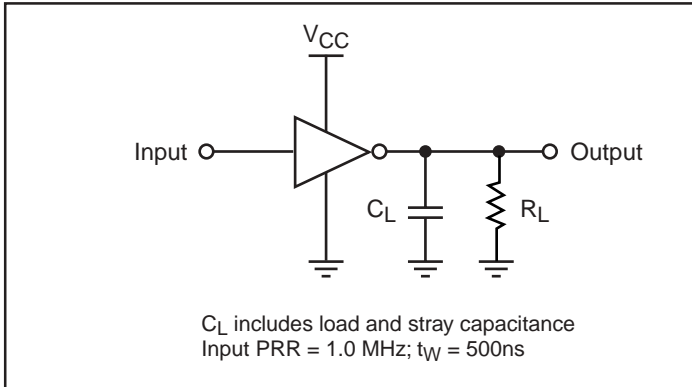 VCC
Input
Output
CL
RL
CL includes load and stray capacitance
Input PRR = 1.0 MHz; tW = 500ns